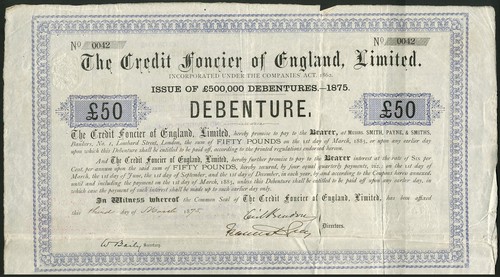 No 0042 No 0042
The Credit Foncier of England, Limited.
INCORPORATED UNDER THE COMPANIES ACT, 1862.
ISSUE OF £500,000 DEBENTURES,—1875.
£50 DEBENTURE, £50
The Credit Foncier of England, Limited, hereby promise to pay to the Bearer, at Messrs. SMITH, PAYNE, & SMITHS,
Bankers, No. 1, Lombard Street, London, the sum of FIFTY POUNDS on the 1st day of March, 1885, or upon any earlier day
upon which this Debenture shall be entitled to be paid off, according to the printed regulations endorsed hereon.
And The Credit Foncier of England, Limited, hereby further promise to pay to the Bearer interest at the rate of Six
per Cent per annum upon the said sum of FIFTY POUNDS, hereby secured, by four equal quarterly payments, on the 1st day of March,
the 1st day of June, the 1st day of September, and the 1st day of December, in each year, by and according to the Coupons hereto annexed,
until and including the payment on the 1st day of March, 1885, unless this Debenture shall be entitled to be paid off upon any earlier day, in which
case the payment of such interest shall be made up to such earlier day only.
In Witness whereof the Common Seal of The Credit Foncier of England, Limited, has been affixed
this third day of March 1875.
Directors.
W Baily Secretary